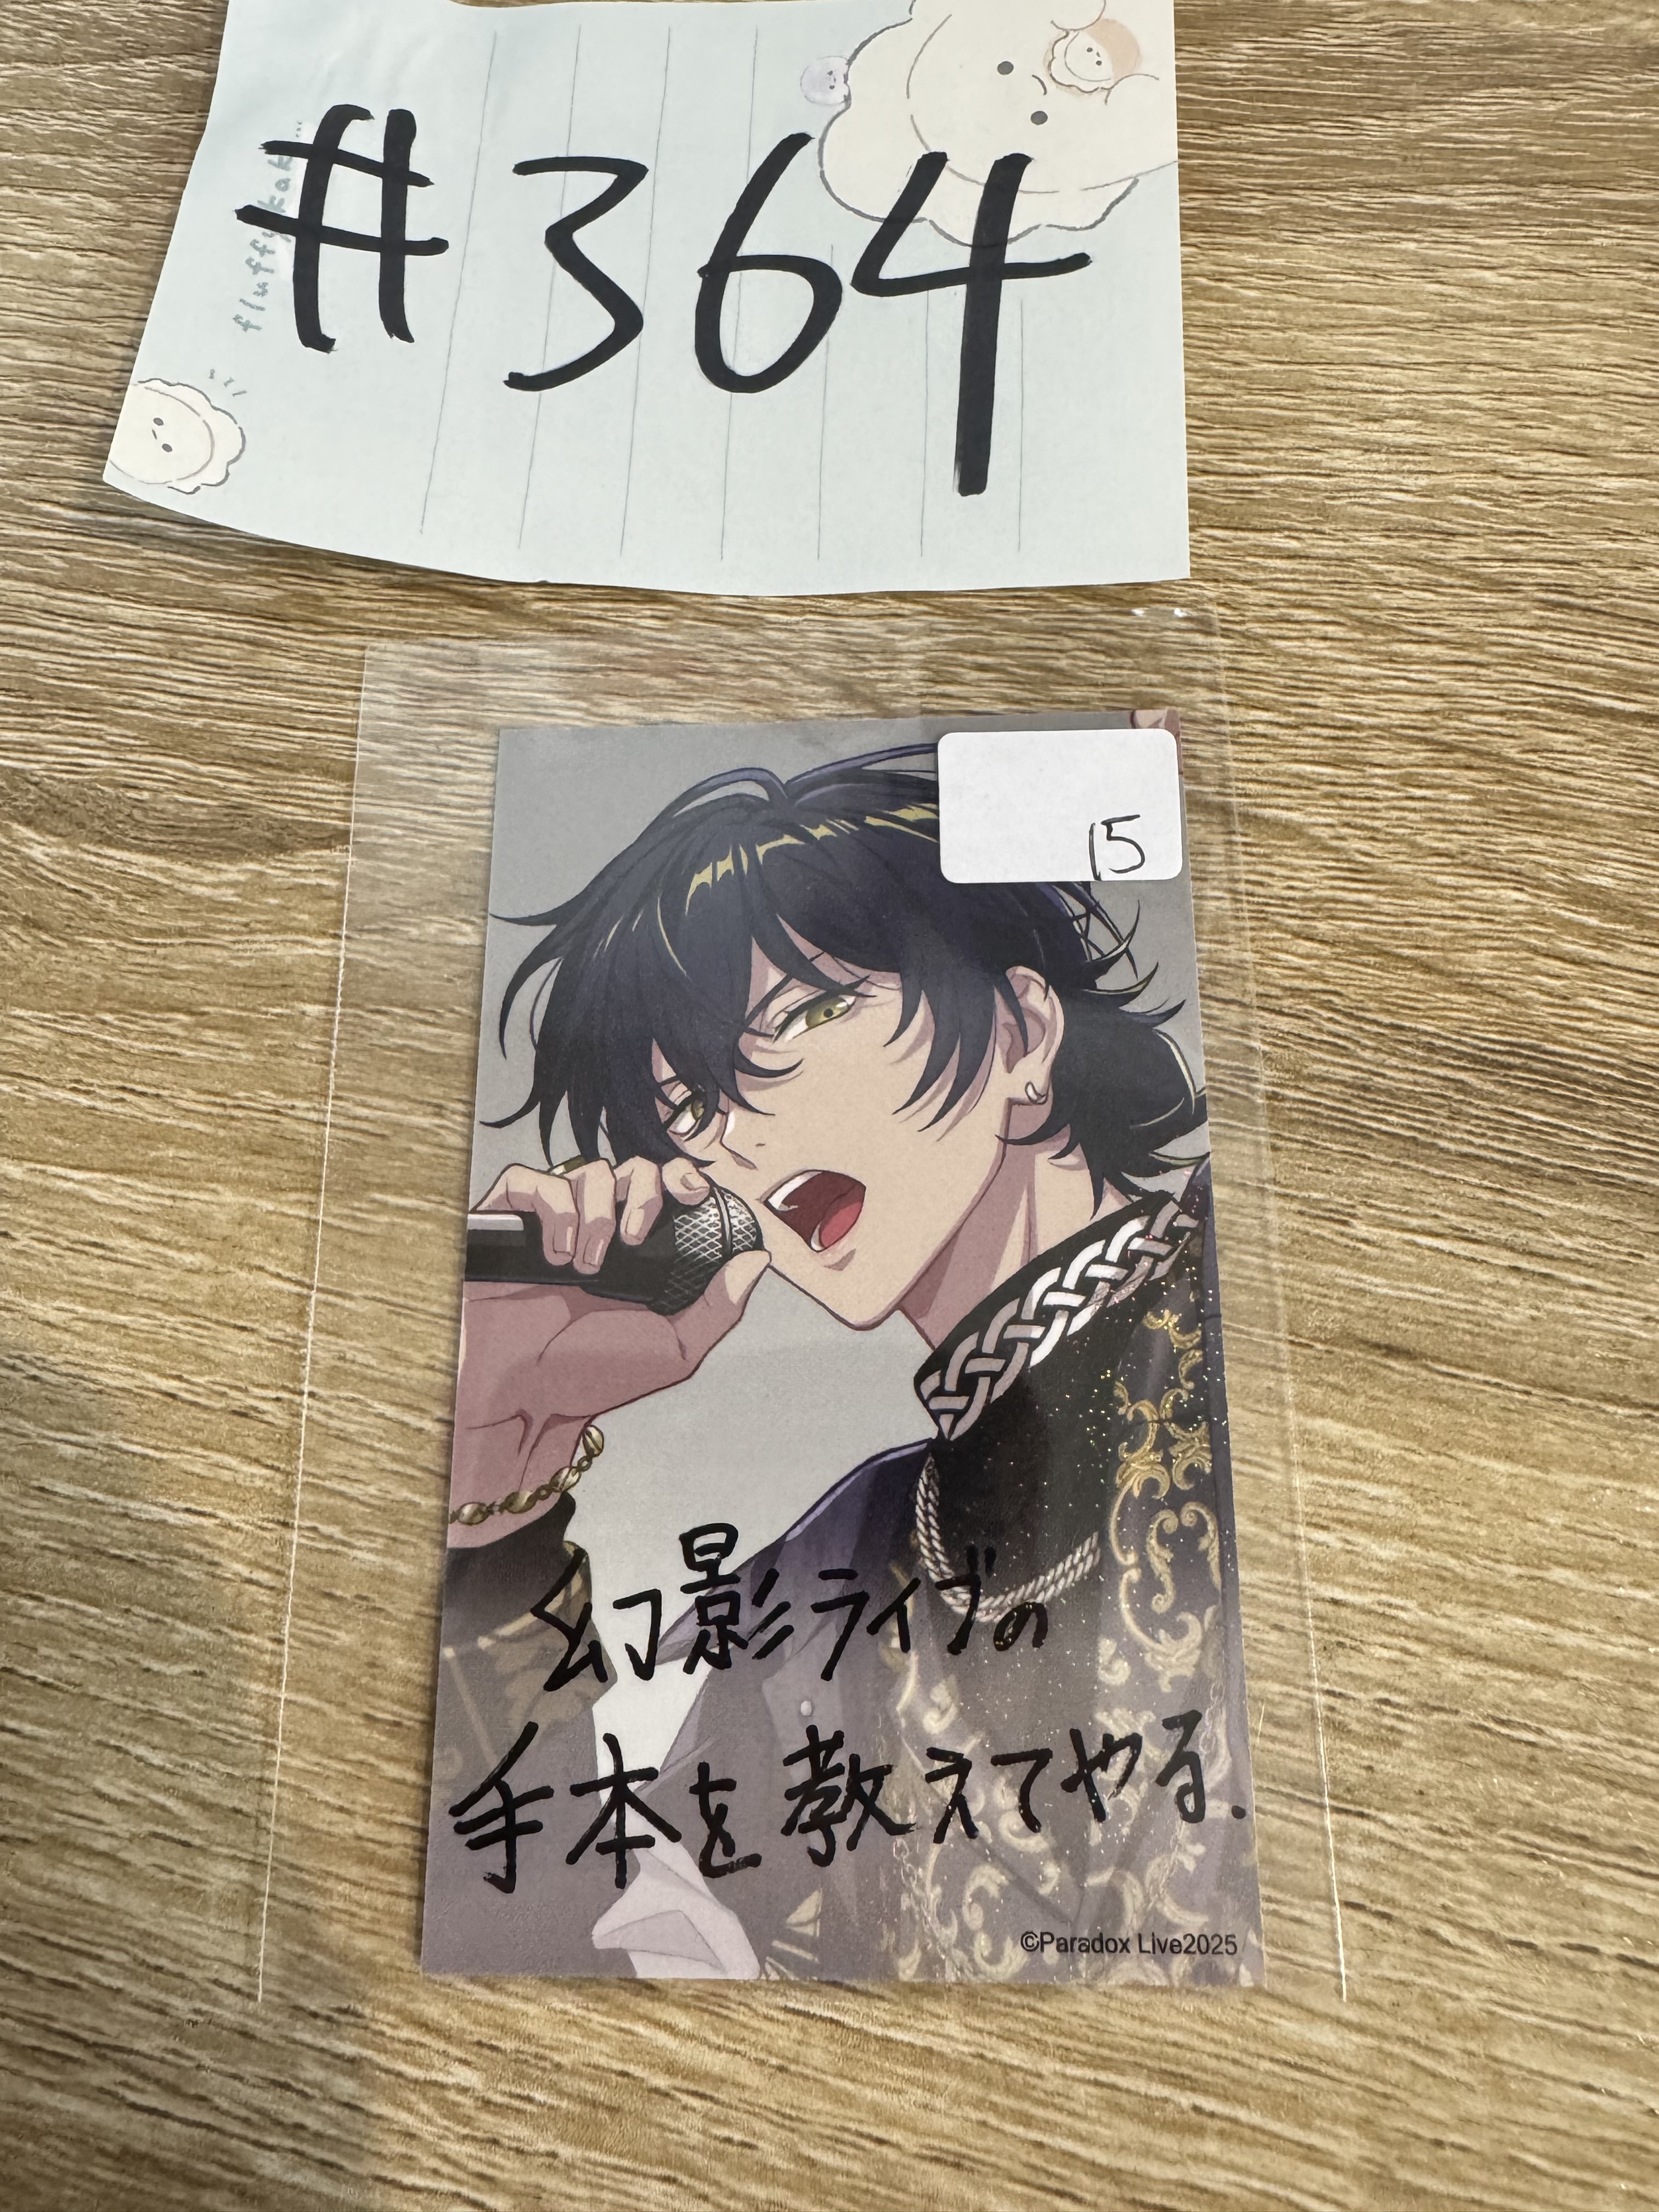 #364
fluffy kaki
15
幻影ライブの
手本を教えてやる.
©Paradox Live2025